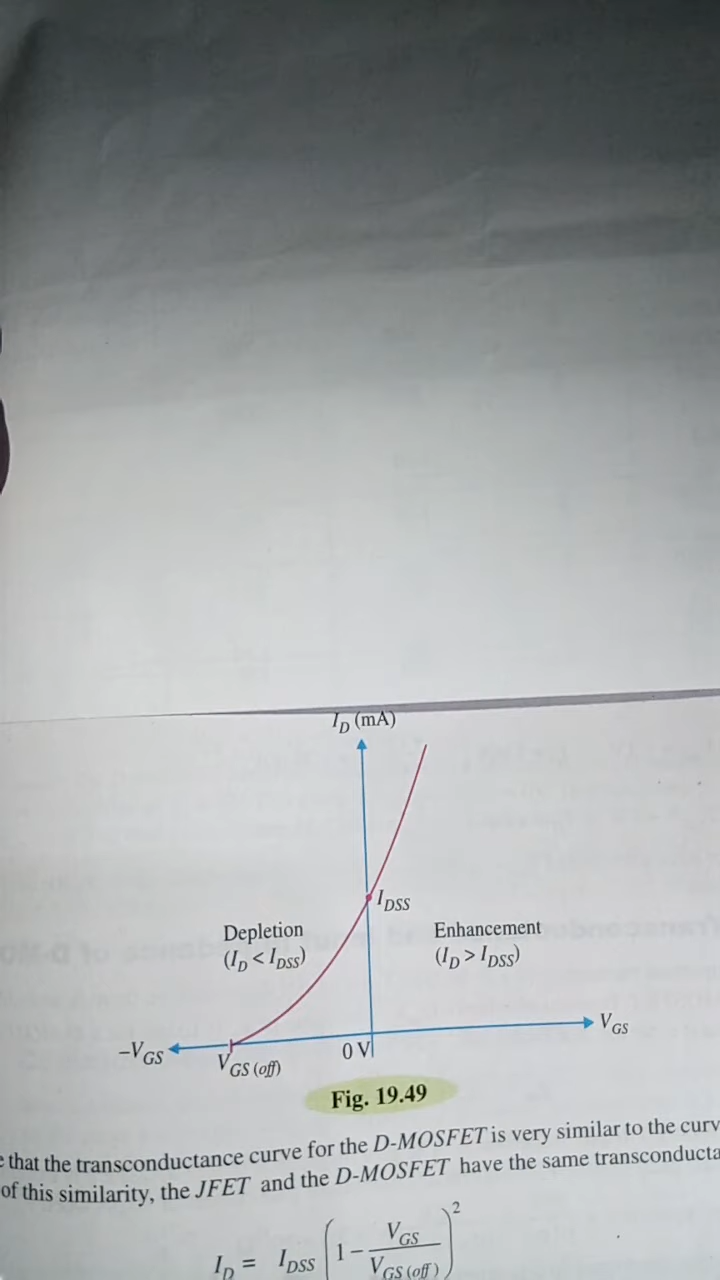 I_D (mA)
I_DSS
Depletion
(I_D < I_DSS)
Enhancement
(I_D > I_DSS)
–V_GS
V_GS (off)
0 V
V_GS
Fig. 19.49
that the transconductance curve for the D-MOSFET is very similar to the curv
of this similarity, the JFET and the D-MOSFET have the same transconducta
I_D = I_DSS (1 – V_GS / V_GS (off))^2